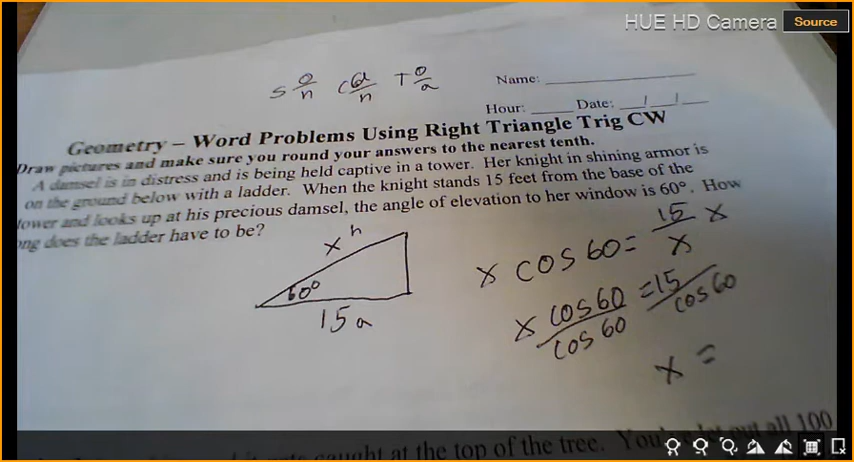 HUE HD Camera Source
S o/h C a/h T o/a
Name:
Hour: Date: / /
Geometry – Word Problems Using Right Triangle Trig CW
Draw pictures and make sure you round your answers to the nearest tenth.
A damsel is in distress and is being held captive in a tower. Her knight in shining armor is
on the ground below with a ladder. When the knight stands 15 feet from the base of the
tower and looks up at his precious damsel, the angle of elevation to her window is 60°. How
ong does the ladder have to be?
x h
60°
15 a
x cos 60 = 15/x x
x cos 60/cos 60 = 15/cos 60
x =
caught at the top of the tree. You all 100